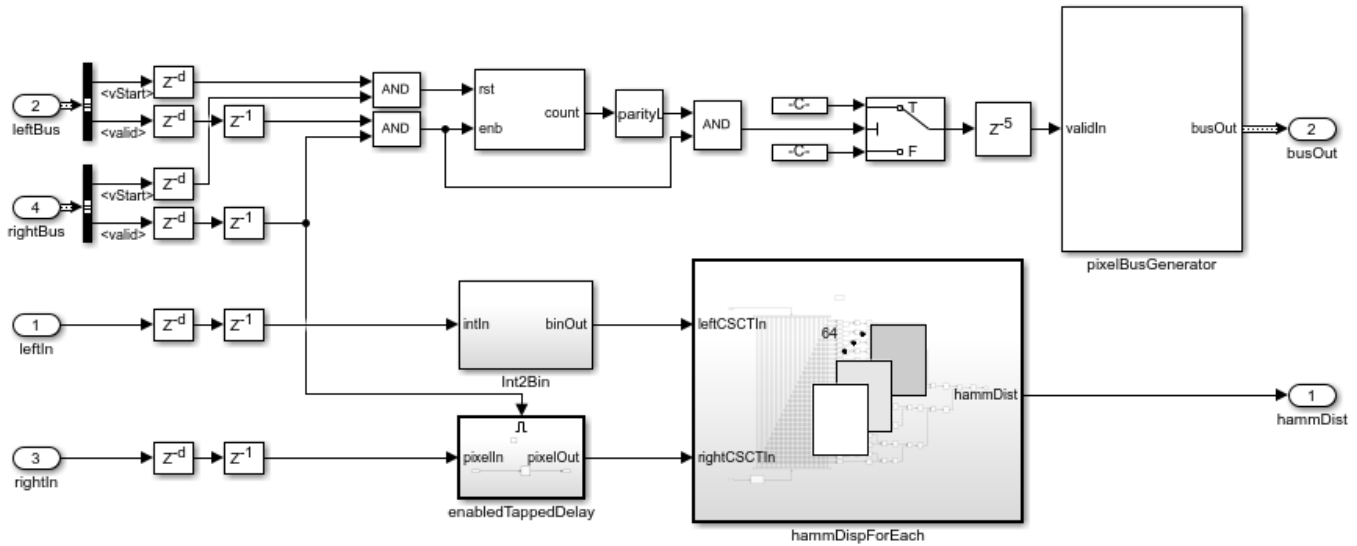 2
leftBus
<vStart>
<valid>
Z-d
Z-d
Z-1
4
rightBus
<vStart>
<valid>
Z-d
Z-d
Z-1
AND
AND
rst
enb
count
parityL
AND
-C-
-C-
T
F
Z-5
validIn
busOut
pixelBusGenerator
2
busOut
1
leftIn
Z-d
Z-1
intIn
binOut
Int2Bin
3
rightIn
Z-d
Z-1
pixelIn
pixelOut
enabledTappedDelay
leftCSCTIn
rightCSCTIn
64
hammDist
hammDispForEach
1
hammDist